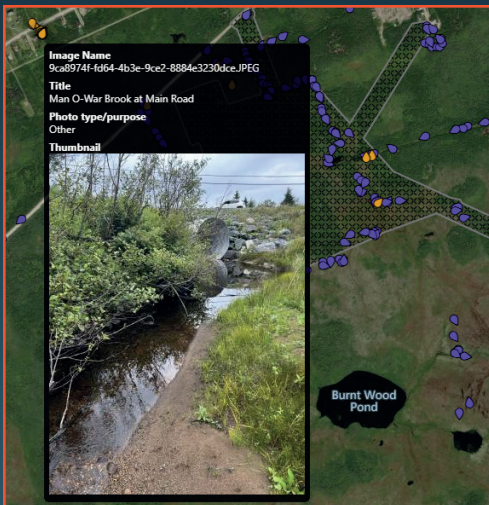 Image Name
9ca8974f-fd64-4b3e-9ce2-8884e3230dce.JPEG
Title
Man O-War Brook at Main Road
Photo type/purpose
Other
Thumbnail
Burnt Wood
Pond